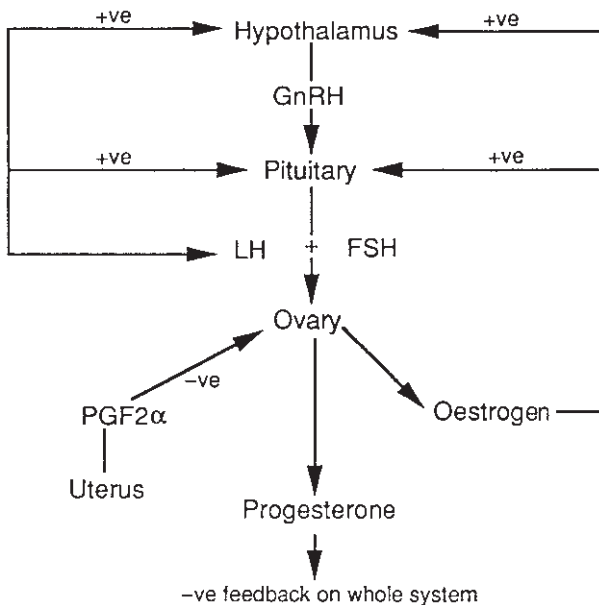 +ve Hypothalamus +ve
GnRH
+ve Pituitary +ve
LH + FSH
Ovary
-ve
PGF2α Oestrogen
Uterus
Progesterone
-ve feedback on whole system